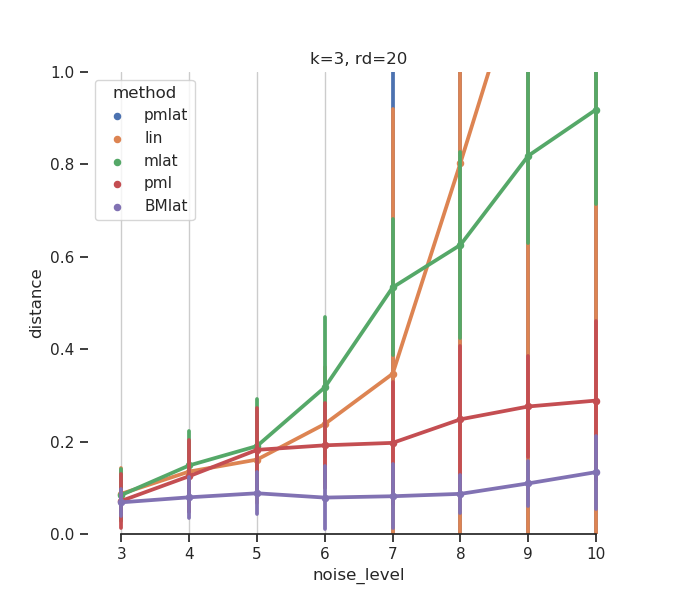 k=3, rd=20
1.0
0.8
0.6
0.4
0.2
0.0
distance
method
pmlat
lin
mlat
pml
BMlat
3 4 5 6 7 8 9 10
noise_level